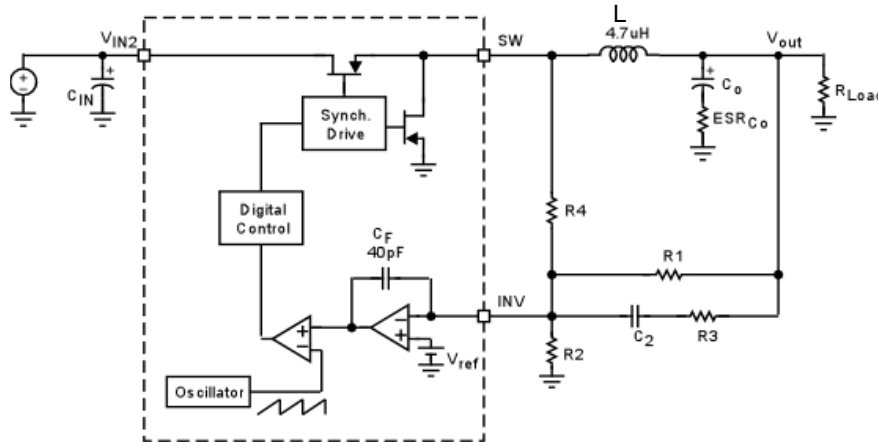 L
4.7uH
VIN2
SW
Vout
CIN
Co
ESRCo
RLoad
Synch.
Drive
Digital
Control
R4
CF
40pF
R1
INV
C2
R3
R2
Vref
Oscillator